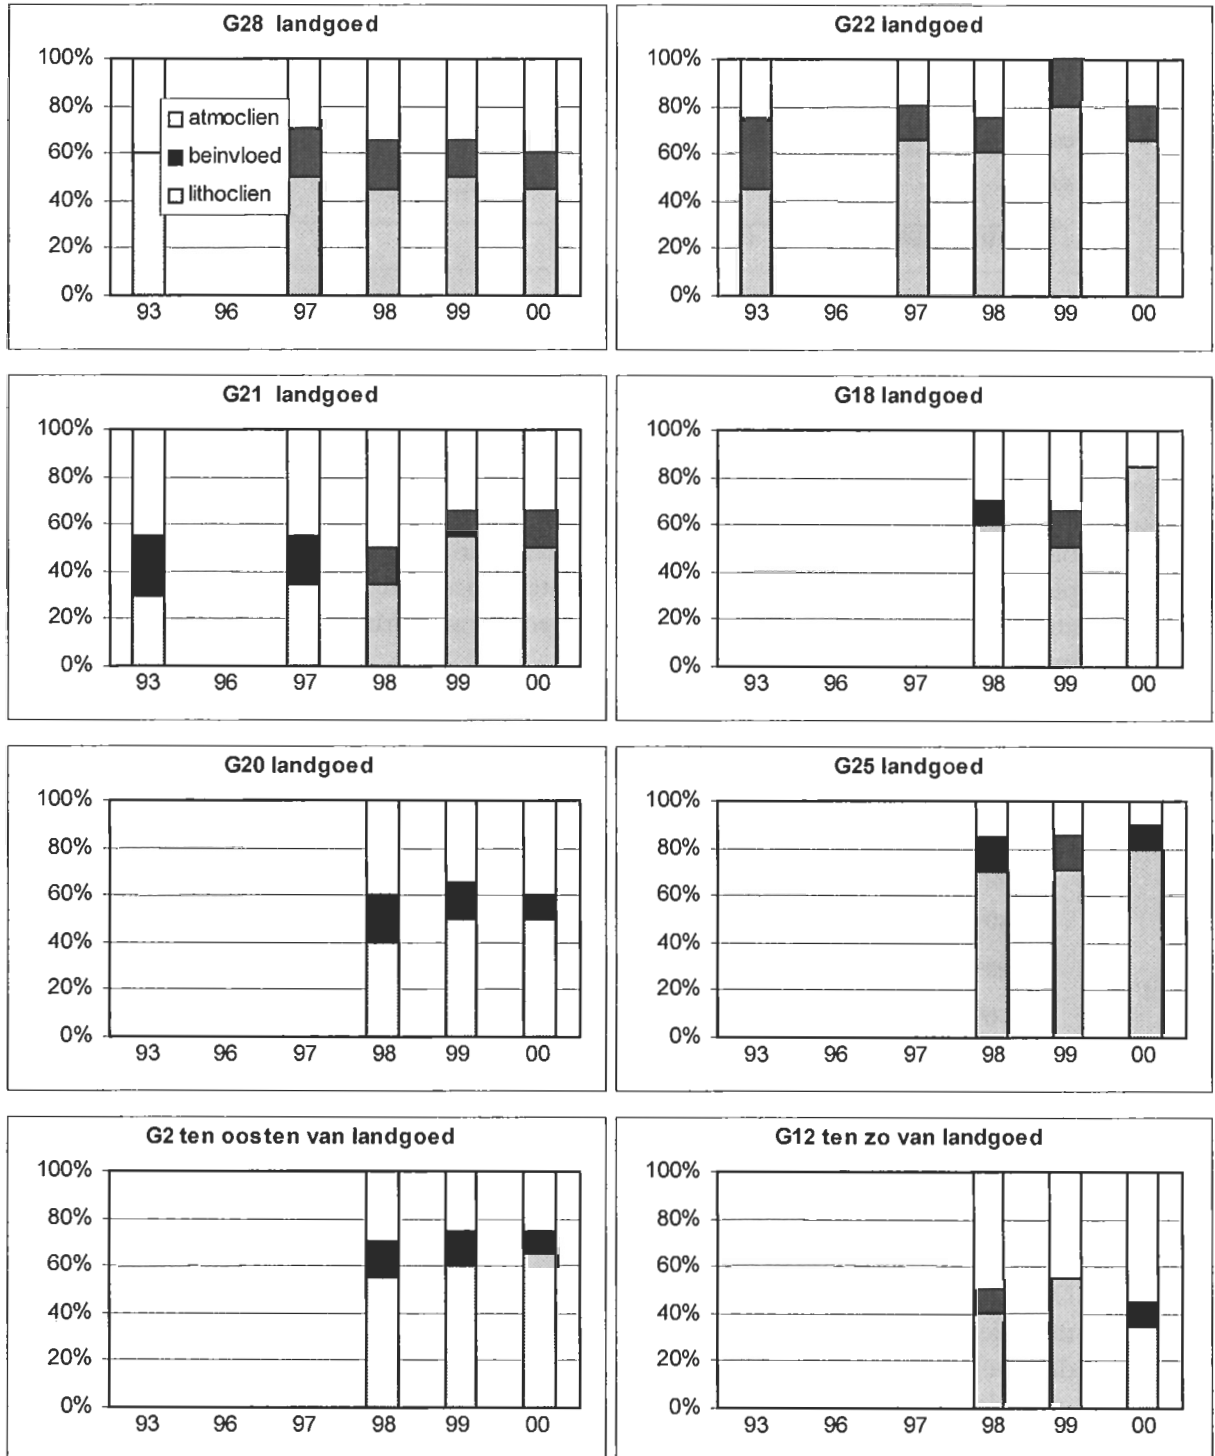 G28 landgoed
100%
80%
60%
40%
20%
0%
atmoclien
beinvloed
lithoclien
93 96 97 98 99 00
G22 landgoed
100%
80%
60%
40%
20%
0%
93 96 97 98 99 00
G21 landgoed
100%
80%
60%
40%
20%
0%
93 96 97 98 99 00
G18 landgoed
100%
80%
60%
40%
20%
0%
93 96 97 98 99 00
G20 landgoed
100%
80%
60%
40%
20%
0%
93 96 97 98 99 00
G25 landgoed
100%
80%
60%
40%
20%
0%
93 96 97 98 99 00
G2 ten oosten van landgoed
100%
80%
60%
40%
20%
0%
93 96 97 98 99 00
G12 ten zo van landgoed
100%
80%
60%
40%
20%
0%
93 96 97 98 99 00